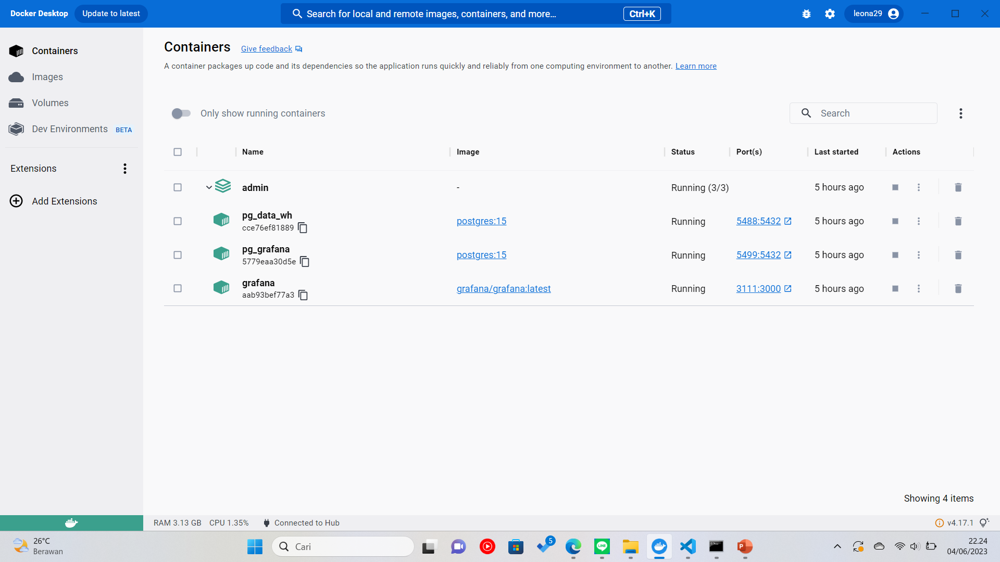 Docker Desktop Update to latest Search for local and remote images, containers, and more... Ctrl+K leona29
Containers
Images
Volumes
Dev Environments BETA
Extensions
Add Extensions
Containers Give feedback
A container packages up code and its dependencies so the application runs quickly and reliably from one computing environment to another. Learn more
Only show running containers Search
Name Image Status Port(s) Last started Actions
admin - Running (3/3) 5 hours ago
pg_data_wh
cce76ef81889 postgres:15 Running 5488:5432 5 hours ago
pg_grafana
5779eaa30d5e postgres:15 Running 5499:5432 5 hours ago
grafana
aab93bef77a3 grafana/grafana:latest Running 3111:3000 5 hours ago
Showing 4 items
RAM 3.13 GB CPU 1.35% Connected to Hub v4.17.1
26°C
Berawan
Cari
5
LINE
P
22.24
04/06/2023